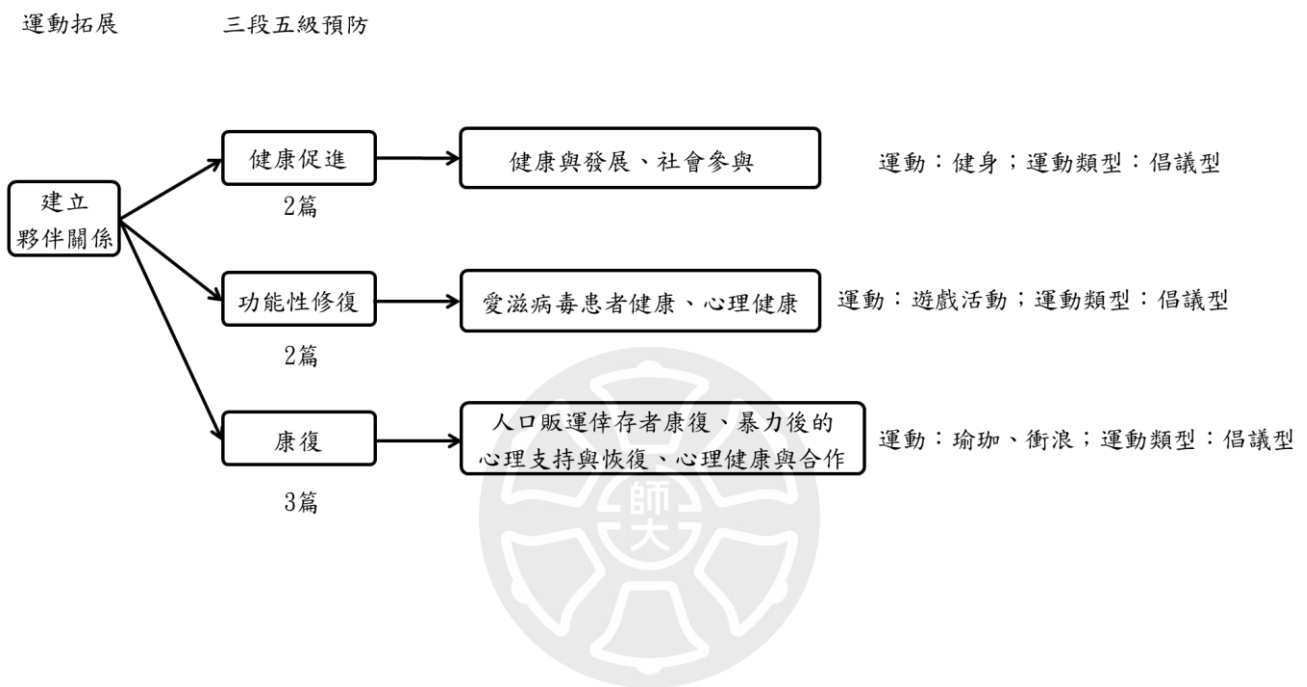 運動拓展 三段五級預防
健康促進
健康與發展、社會參與
運動：健身；運動類型：倡議型
2篇
建立
夥伴關係
功能性修復
愛滋病毒患者健康、心理健康
運動：遊戲活動；運動類型：倡議型
2篇
康復
人口販運倖存者康復、暴力後的
心理支持與恢復、心理健康與合作
運動：瑜珈、衝浪；運動類型：倡議型
3篇
師大